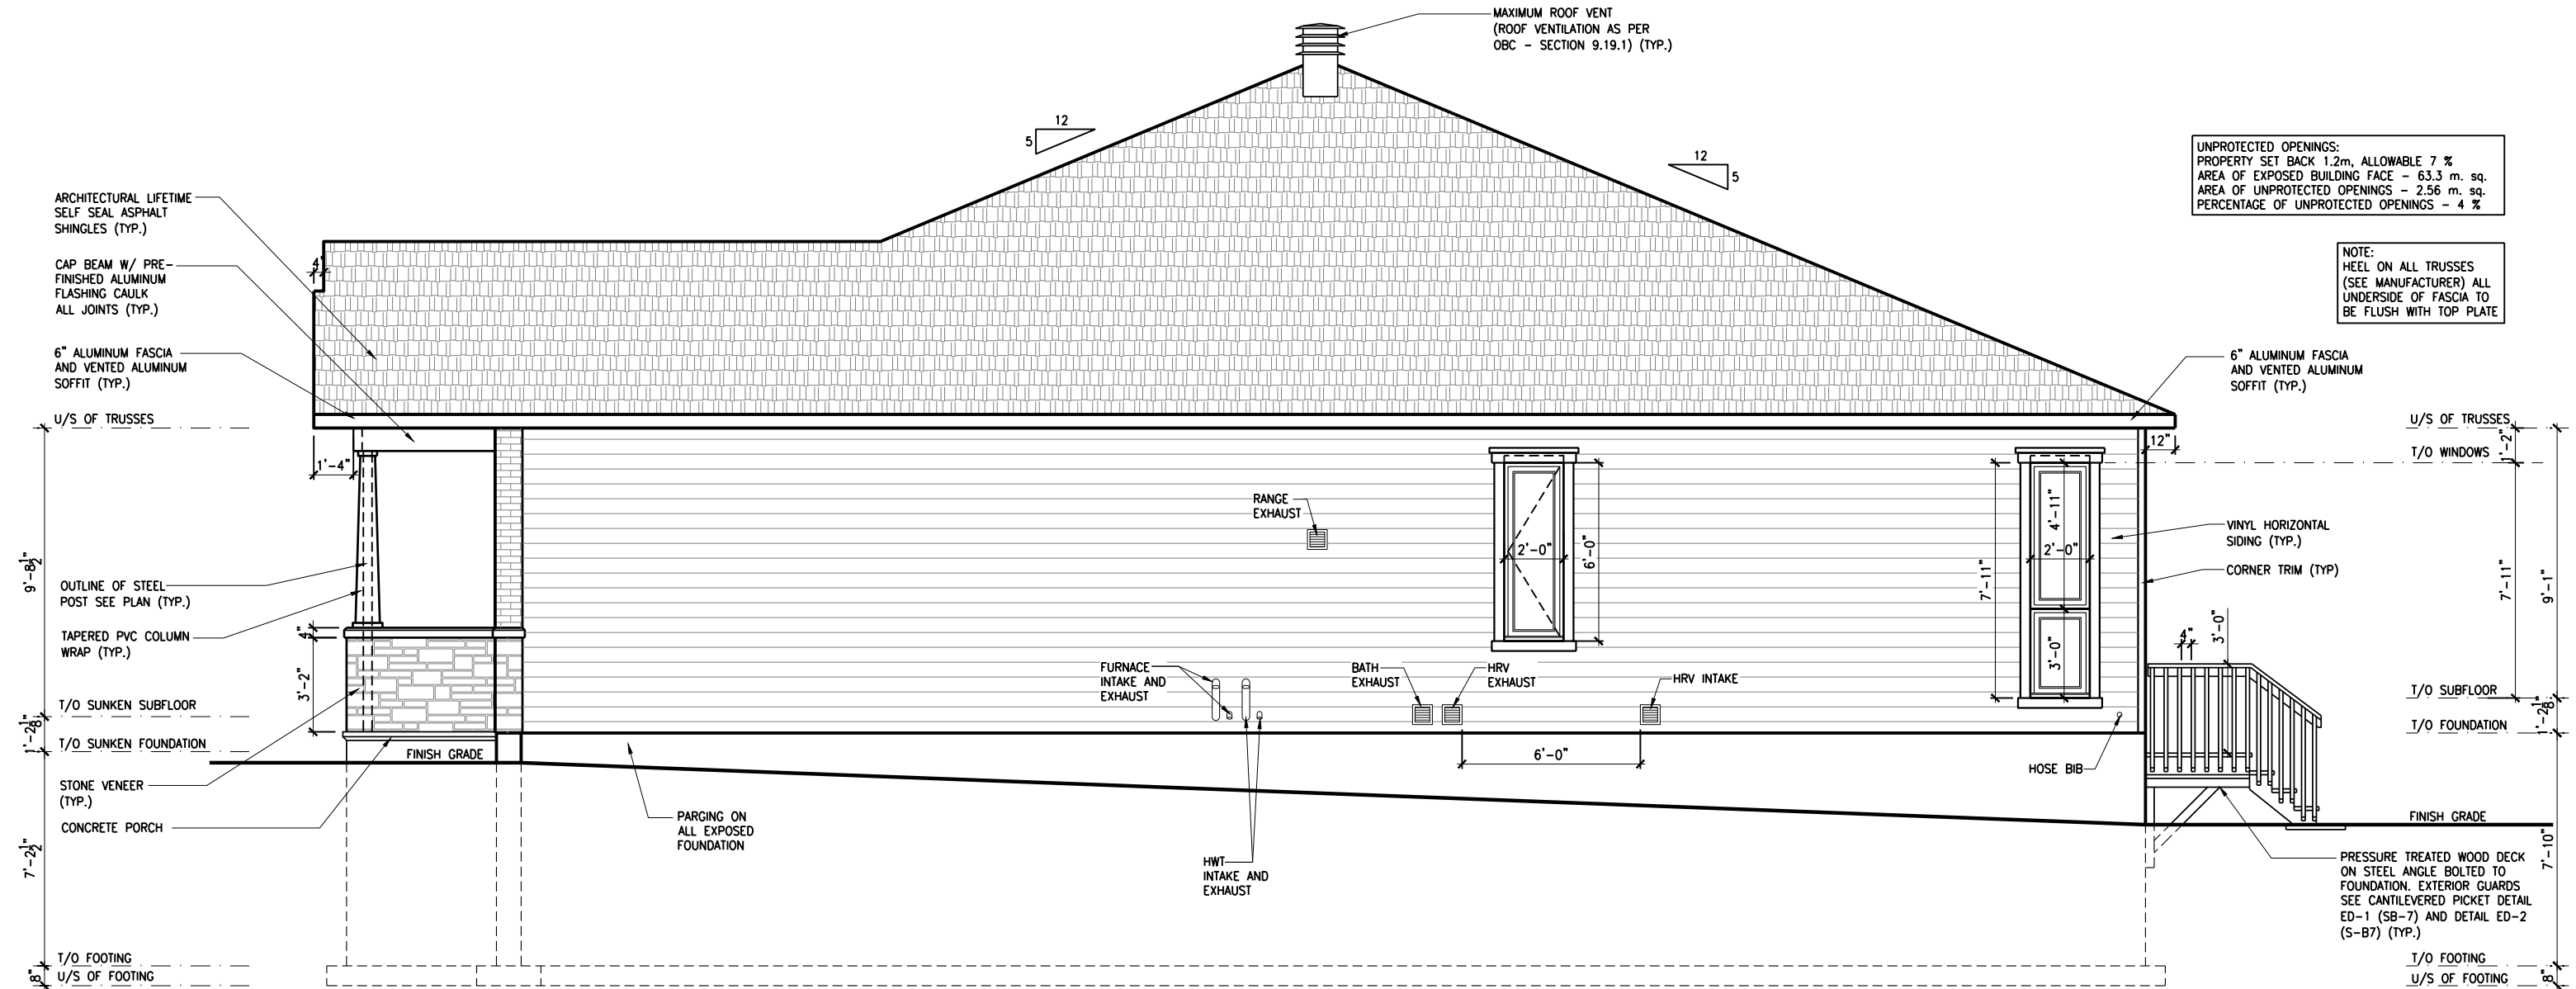 MAXIMUM ROOF VENT
(ROOF VENTILATION AS PER
OBC - SECTION 9.19.1) (TYP.)
12
5
12
5
UNPROTECTED OPENINGS:
PROPERTY SET BACK 1.2m, ALLOWABLE 7 %
AREA OF EXPOSED BUILDING FACE - 63.3 m. sq.
AREA OF UNPROTECTED OPENINGS - 2.56 m. sq.
PERCENTAGE OF UNPROTECTED OPENINGS - 4 %
NOTE:
HEEL ON ALL TRUSSES
(SEE MANUFACTURER) ALL
UNDERSIDE OF FASCIA TO
BE FLUSH WITH TOP PLATE
ARCHITECTURAL LIFETIME
SELF SEAL ASPHALT
SHINGLES (TYP.)
CAP BEAM W/ PRE-
FINISHED ALUMINUM
FLASHING CAULK
ALL JOINTS (TYP.)
4"
6" ALUMINUM FASCIA
AND VENTED ALUMINUM
SOFFIT (TYP.)
6" ALUMINUM FASCIA
AND VENTED ALUMINUM
SOFFIT (TYP.)
U/S OF TRUSSES
1'-4"
9'-8 1/2"
OUTLINE OF STEEL
POST SEE PLAN (TYP.)
TAPERED PVC COLUMN
WRAP (TYP.)
4"
3'-2"
T/O SUNKEN SUBFLOOR
1'-2 1/8"
T/O SUNKEN FOUNDATION
FINISH GRADE
STONE VENEER
(TYP.)
CONCRETE PORCH
7'-2 1/2"
T/O FOOTING
U/S OF FOOTING
8"
RANGE
EXHAUST
FURNACE
INTAKE AND
EXHAUST
BATH
EXHAUST
HRV
EXHAUST
HRV INTAKE
2'-0"
6'-0"
6'-0"
PARGING ON
ALL EXPOSED
FOUNDATION
HWT
INTAKE AND
EXHAUST
7'-11"
4'-11"
2'-0"
3'-0"
HOSE BIB
12"
U/S OF TRUSSES
1'-2"
T/O WINDOWS
VINYL HORIZONTAL
SIDING (TYP.)
CORNER TRIM (TYP)
7'-11"
9'-1"
4"
3'-0"
T/O SUBFLOOR
1'-2 1/8"
T/O FOUNDATION
FINISH GRADE
7'-10"
PRESSURE TREATED WOOD DECK
ON STEEL ANGLE BOLTED TO
FOUNDATION. EXTERIOR GUARDS
SEE CANTILEVERED PICKET DETAIL
ED-1 (SB-7) AND DETAIL ED-2
(S-B7) (TYP.)
T/O FOOTING
U/S OF FOOTING
8"